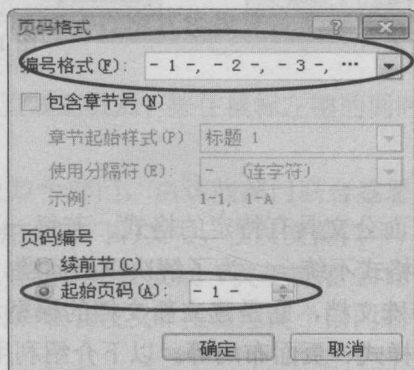 页码格式
编号格式(F): - 1 -, - 2 -, - 3 -, …
包含章节号(N)
章节起始样式(P) 标题 1
使用分隔符(E): - (连字符)
示例: 1-1, 1-A
页码编号
续前节(C)
起始页码(A): - 1 -
确定 取消